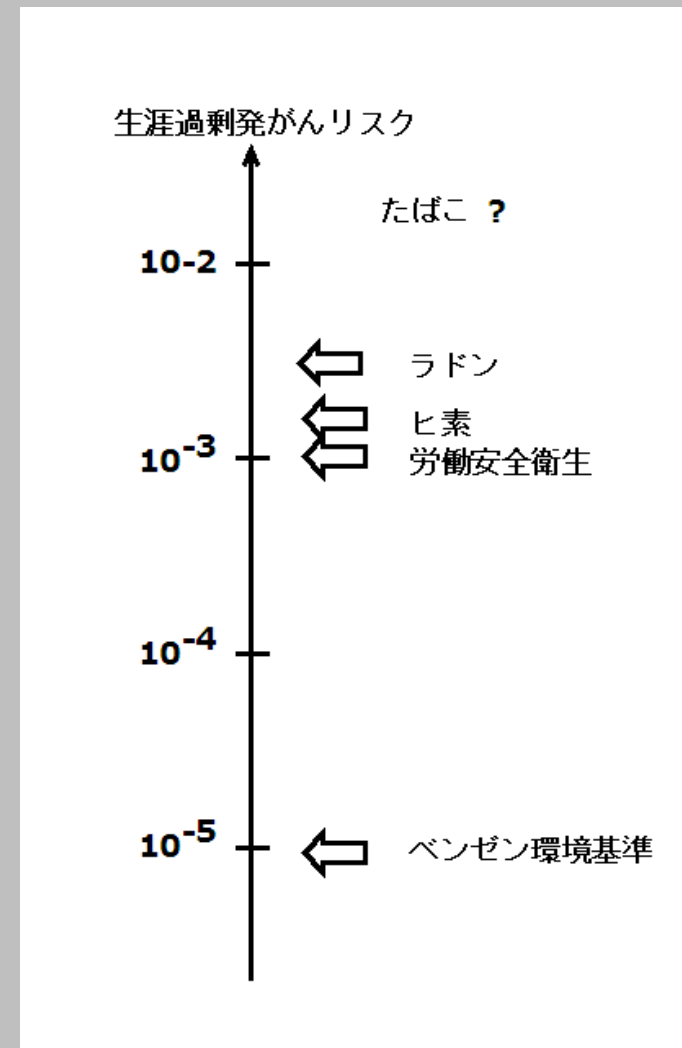 生涯過剰発がんリスク
たばこ ?
10-2
ラドン
ヒ素
10-3
労働安全衛生
10-4
10-5
ベンゼン環境基準